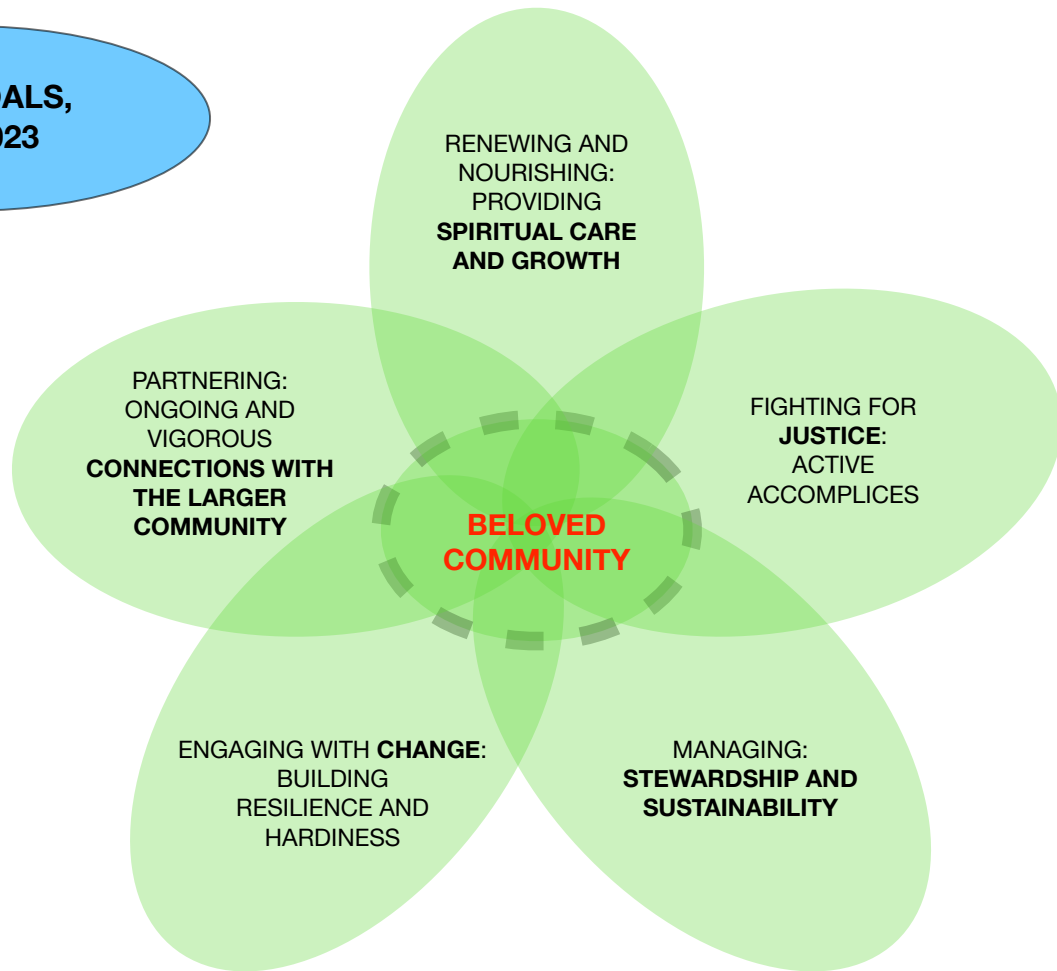 RENEWING AND
NOURISHING:
PROVIDING
SPIRITUAL CARE
AND GROWTH
PARTNERING:
ONGOING AND
VIGOROUS
CONNECTIONS WITH
THE LARGER
COMMUNITY
FIGHTING FOR
JUSTICE:
ACTIVE
ACCOMPLICES
BELOVED
COMMUNITY
ENGAGING WITH CHANGE:
BUILDING
RESILIENCE AND
HARDINESS
MANAGING:
STEWARDSHIP AND
SUSTAINABILITY